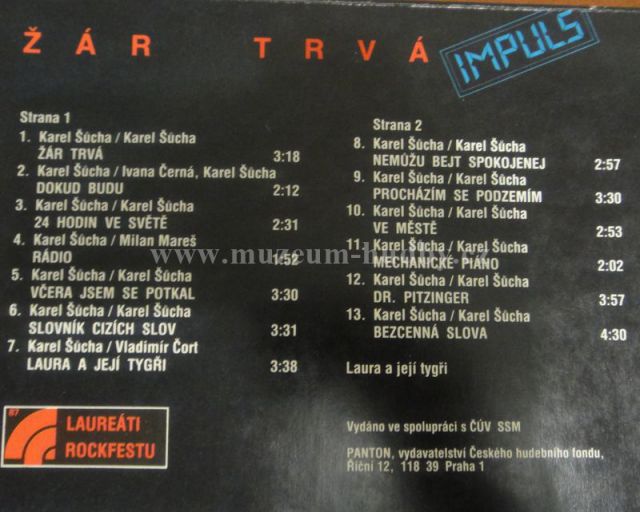 ŽÁR TRVÁ
IMPULS
Strana 1
1. Karel Šůcha / Karel Šůcha
ŽÁR TRVÁ 3:18
2. Karel Šůcha / Ivana Černá, Karel Šůcha
DOKUD BUDU 2:12
3. Karel Šůcha / Karel Šůcha
24 HODIN VE SVĚTĚ 2:31
4. Karel Šůcha / Milan Mareš
RÁDIO 1:52
5. Karel Šůcha / Karel Šůcha
VČERA JSEM SE POTKAL 3:30
6. Karel Šůcha / Karel Šůcha
SLOVNÍK CIZÍCH SLOV 3:31
7. Karel Šůcha / Vladimír Čort
LAURA A JEJÍ TYGŘI 3:38
87
LAUREÁTI
ROCKFESTU
Strana 2
8. Karel Šůcha / Karel Šůcha
NEMŮŽU BEJT SPOKOJENEJ 2:57
9. Karel Šůcha / Karel Šůcha
PROCHÁZÍM SE PODZEMÍM 3:30
10. Karel Šůcha / Karel Šůcha
VE MĚSTĚ 2:53
11. Karel Šůcha / Karel Šůcha
MECHANICKÉ PIÁNO 2:02
12. Karel Šůcha / Karel Šůcha
DR. PITZINGER 3:57
13. Karel Šůcha / Karel Šůcha
BEZCENNÁ SLOVA 4:30
Laura a její tygři
Vydáno ve spolupráci s ČÚV SSM
PANTON, vydavatelství Českého hudebního fondu,
Říční 12, 118 39 Praha 1